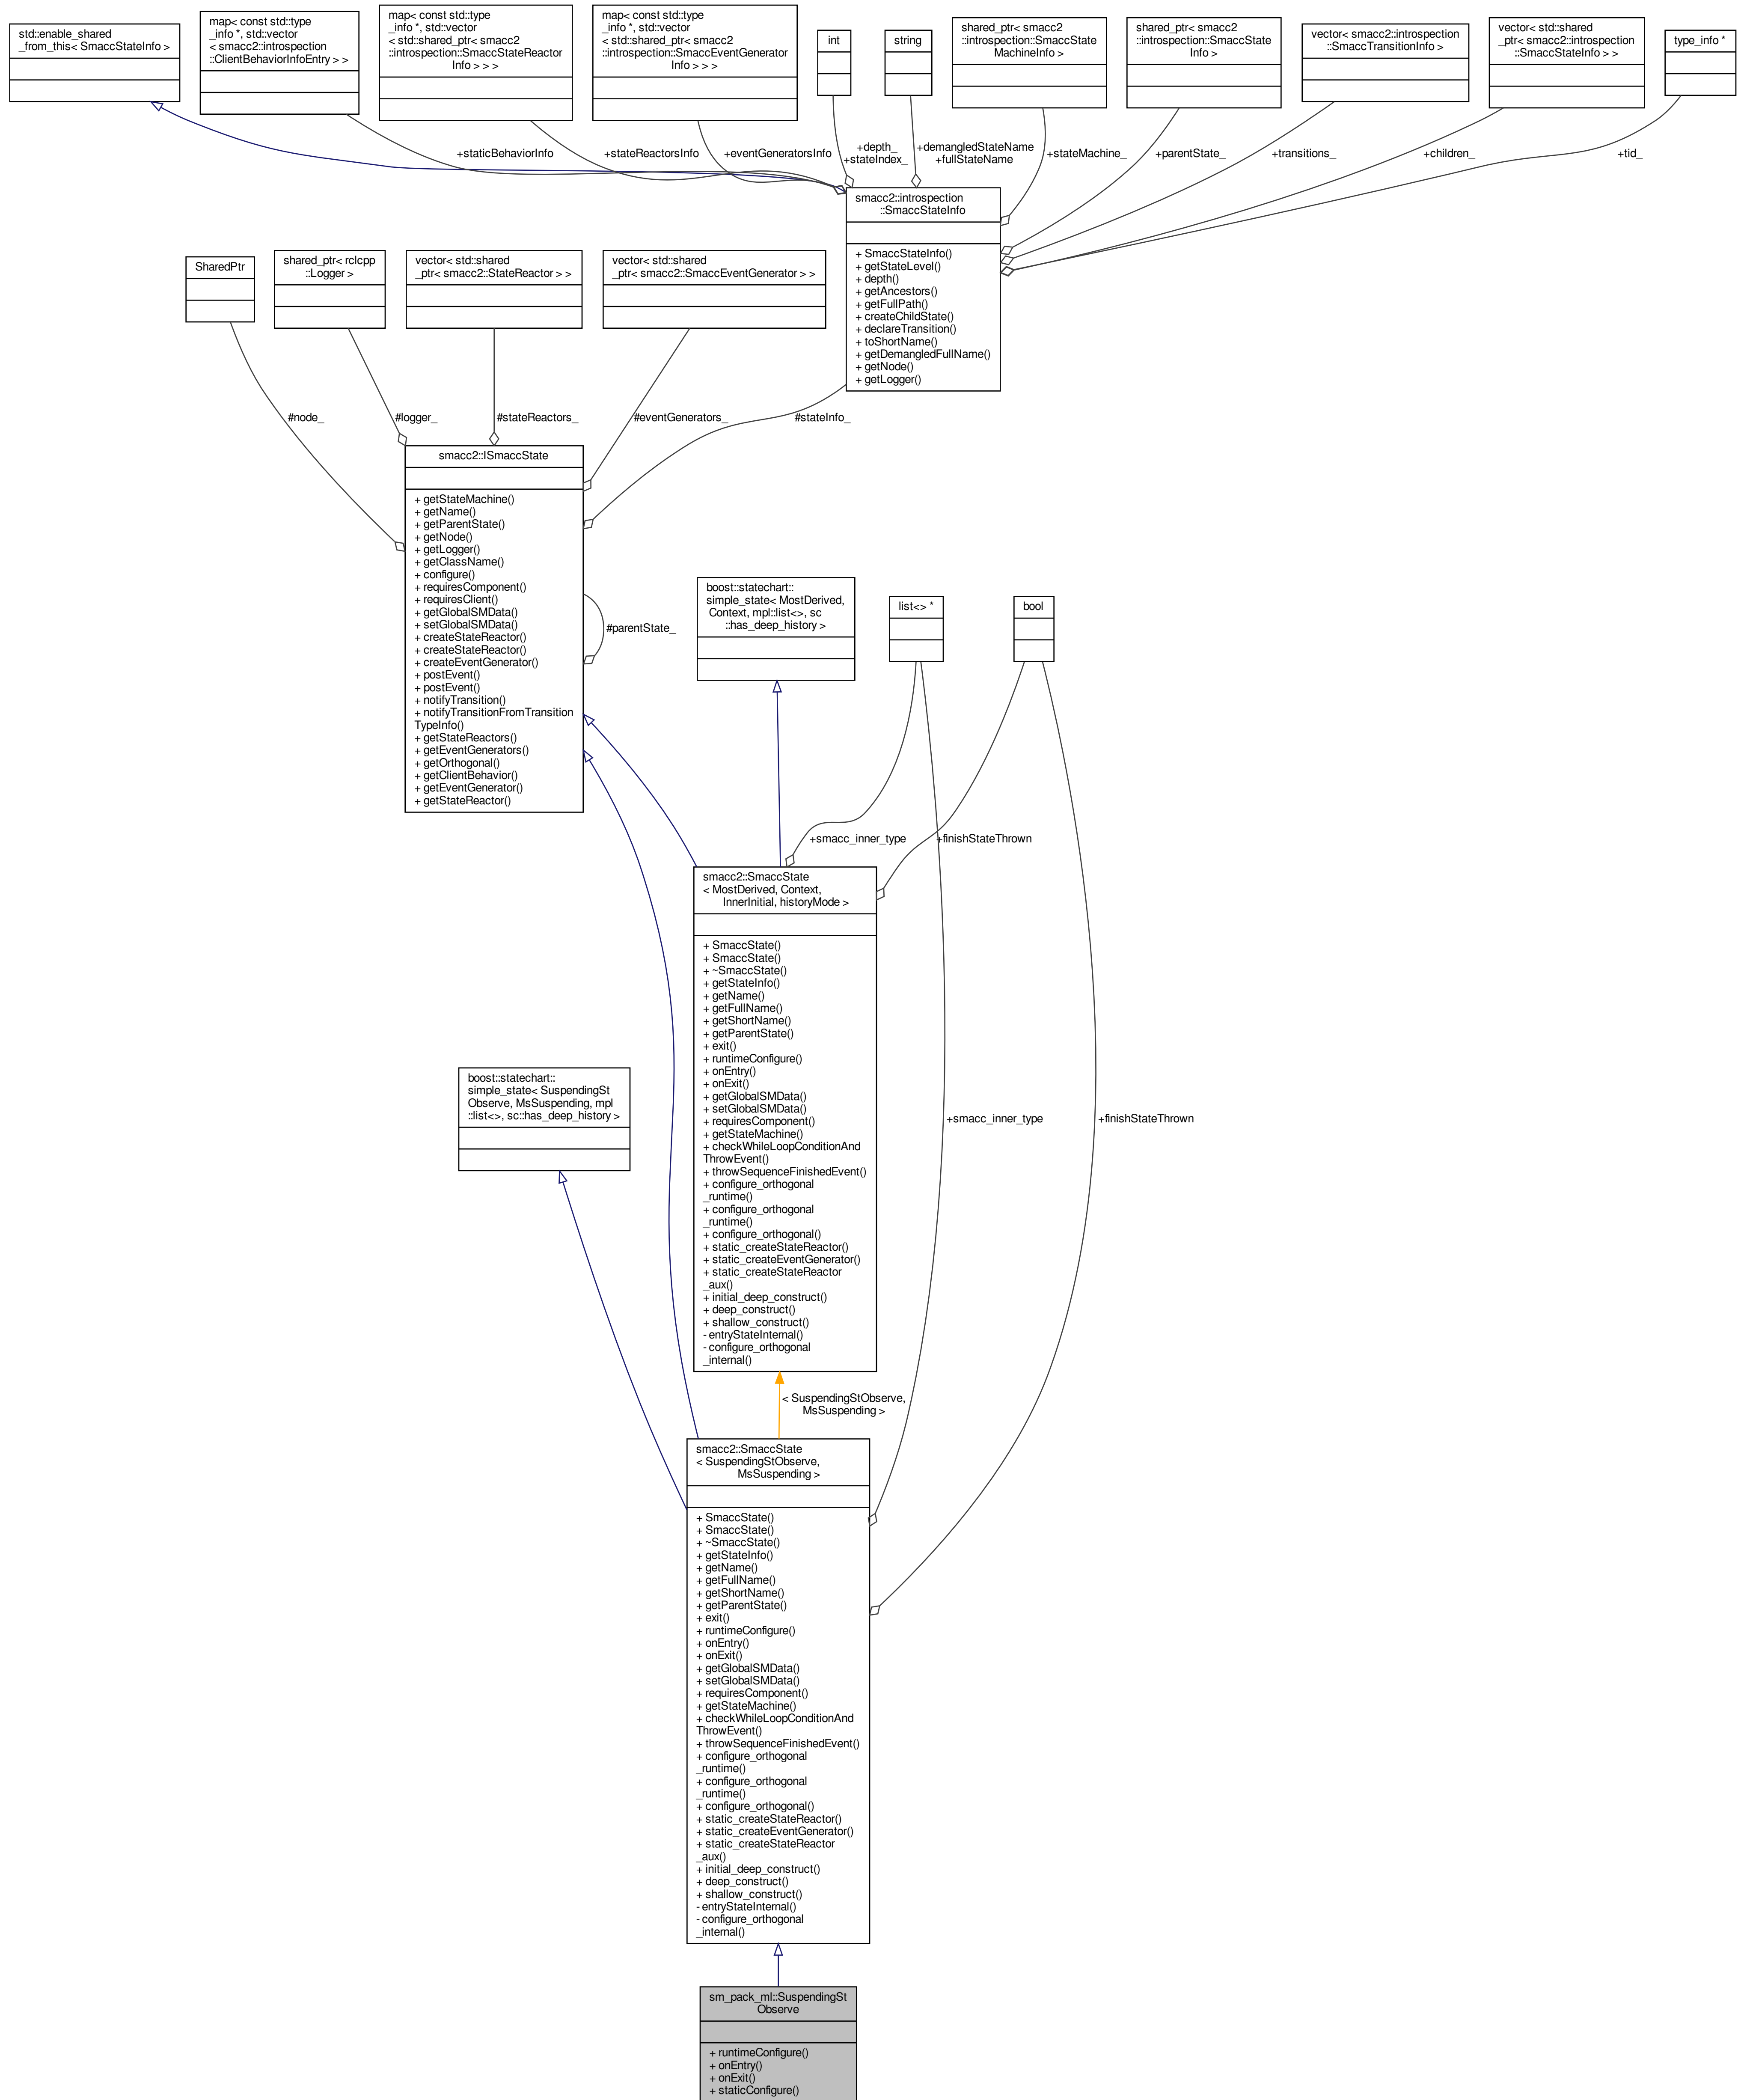 std::enable_shared
_from_this< SmaccStateInfo >
map< const std::type
_info *, std::vector
< smacc2::introspection
::ClientBehaviorInfoEntry > >
map< const std::type
_info *, std::vector
< std::shared_ptr< smacc2
::introspection::SmaccStateReactor
Info > > >
map< const std::type
_info *, std::vector
< std::shared_ptr< smacc2
::introspection::SmaccEventGenerator
Info > > >
int
string
shared_ptr< smacc2
::introspection::SmaccState
MachineInfo >
shared_ptr< smacc2
::introspection::SmaccState
Info >
vector< smacc2::introspection
::SmaccTransitionInfo >
vector< std::shared
_ptr< smacc2::introspection
::SmaccStateInfo > >
type_info *
+staticBehaviorInfo
+stateReactorsInfo
+eventGeneratorsInfo
+depth_
+stateIndex_
+demangledStateName
+fullStateName
+stateMachine_
+parentState_
+transitions_
+children_
+tid_
smacc2::introspection
::SmaccStateInfo
+ SmaccStateInfo()
+ getStateLevel()
+ depth()
+ getAncestors()
+ getFullPath()
+ createChildState()
+ declareTransition()
+ toShortName()
+ getDemangledFullName()
+ getNode()
+ getLogger()
SharedPtr
shared_ptr< rclcpp
::Logger >
vector< std::shared
_ptr< smacc2::StateReactor > >
vector< std::shared
_ptr< smacc2::SmaccEventGenerator > >
#node_
#logger_
#stateReactors_
#eventGenerators_
#stateInfo_
smacc2::ISmaccState
+ getStateMachine()
+ getName()
+ getParentState()
+ getNode()
+ getLogger()
+ getClassName()
+ configure()
+ requiresComponent()
+ requiresClient()
+ getGlobalSMData()
+ setGlobalSMData()
+ createStateReactor()
+ createStateReactor()
+ createEventGenerator()
+ postEvent()
+ postEvent()
+ notifyTransition()
+ notifyTransitionFromTransition
TypeInfo()
+ getStateReactors()
+ getEventGenerators()
+ getOrthogonal()
+ getClientBehavior()
+ getEventGenerator()
+ getStateReactor()
#parentState_
boost::statechart::
simple_state< MostDerived,
Context, mpl::list<>, sc
::has_deep_history >
list<> *
bool
+smacc_inner_type
+finishStateThrown
smacc2::SmaccState
< MostDerived, Context,
InnerInitial, historyMode >
+ SmaccState()
+ SmaccState()
+ ~SmaccState()
+ getStateInfo()
+ getName()
+ getFullName()
+ getShortName()
+ getParentState()
+ exit()
+ runtimeConfigure()
+ onEntry()
+ onExit()
+ getGlobalSMData()
+ setGlobalSMData()
+ requiresComponent()
+ getStateMachine()
+ checkWhileLoopConditionAnd
ThrowEvent()
+ throwSequenceFinishedEvent()
+ configure_orthogonal
_runtime()
+ configure_orthogonal
_runtime()
+ configure_orthogonal()
+ static_createStateReactor()
+ static_createEventGenerator()
+ static_createStateReactor
_aux()
+ initial_deep_construct()
+ deep_construct()
+ shallow_construct()
- entryStateInternal()
- configure_orthogonal
_internal()
boost::statechart::
simple_state< SuspendingSt
Observe, MsSuspending, mpl
::list<>, sc::has_deep_history >
+smacc_inner_type
+finishStateThrown
< SuspendingStObserve,
MsSuspending >
smacc2::SmaccState
< SuspendingStObserve,
MsSuspending >
+ SmaccState()
+ SmaccState()
+ ~SmaccState()
+ getStateInfo()
+ getName()
+ getFullName()
+ getShortName()
+ getParentState()
+ exit()
+ runtimeConfigure()
+ onEntry()
+ onExit()
+ getGlobalSMData()
+ setGlobalSMData()
+ requiresComponent()
+ getStateMachine()
+ checkWhileLoopConditionAnd
ThrowEvent()
+ throwSequenceFinishedEvent()
+ configure_orthogonal
_runtime()
+ configure_orthogonal
_runtime()
+ configure_orthogonal()
+ static_createStateReactor()
+ static_createEventGenerator()
+ static_createStateReactor
_aux()
+ initial_deep_construct()
+ deep_construct()
+ shallow_construct()
- entryStateInternal()
- configure_orthogonal
_internal()
sm_pack_ml::SuspendingSt
Observe
+ runtimeConfigure()
+ onEntry()
+ onExit()
+ staticConfigure()